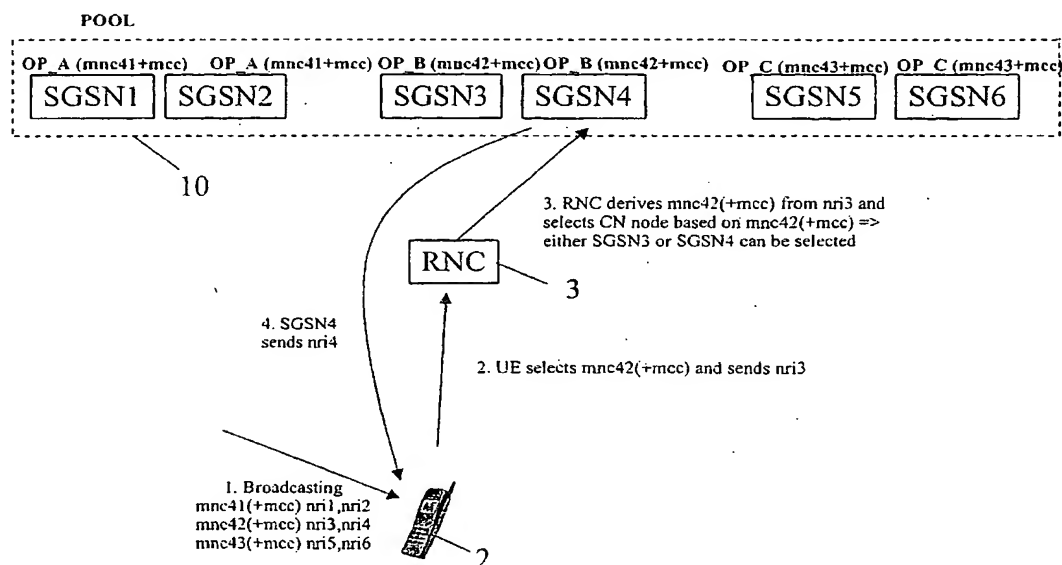 POOL
OP_A (mnc41+mcc) OP_A (mnc41+mcc) OP_B (mnc42+mcc) OP_B (mnc42+mcc) OP_C (mnc43+mcc) OP_C (mnc43+mcc)
SGSN1 SGSN2 SGSN3 SGSN4 SGSN5 SGSN6
10
3. RNC derives mnc42(+mcc) from nri3 and
selects CN node based on mnc42(+mcc) =>
either SGSN3 or SGSN4 can be selected
RNC
3
4. SGSN4
sends nri4
2. UE selects mnc42(+mcc) and sends nri3
1. Broadcasting
mnc41(+mcc) nri1,nri2
mnc42(+mcc) nri3,nri4
mnc43(+mcc) nri5,nri6
2